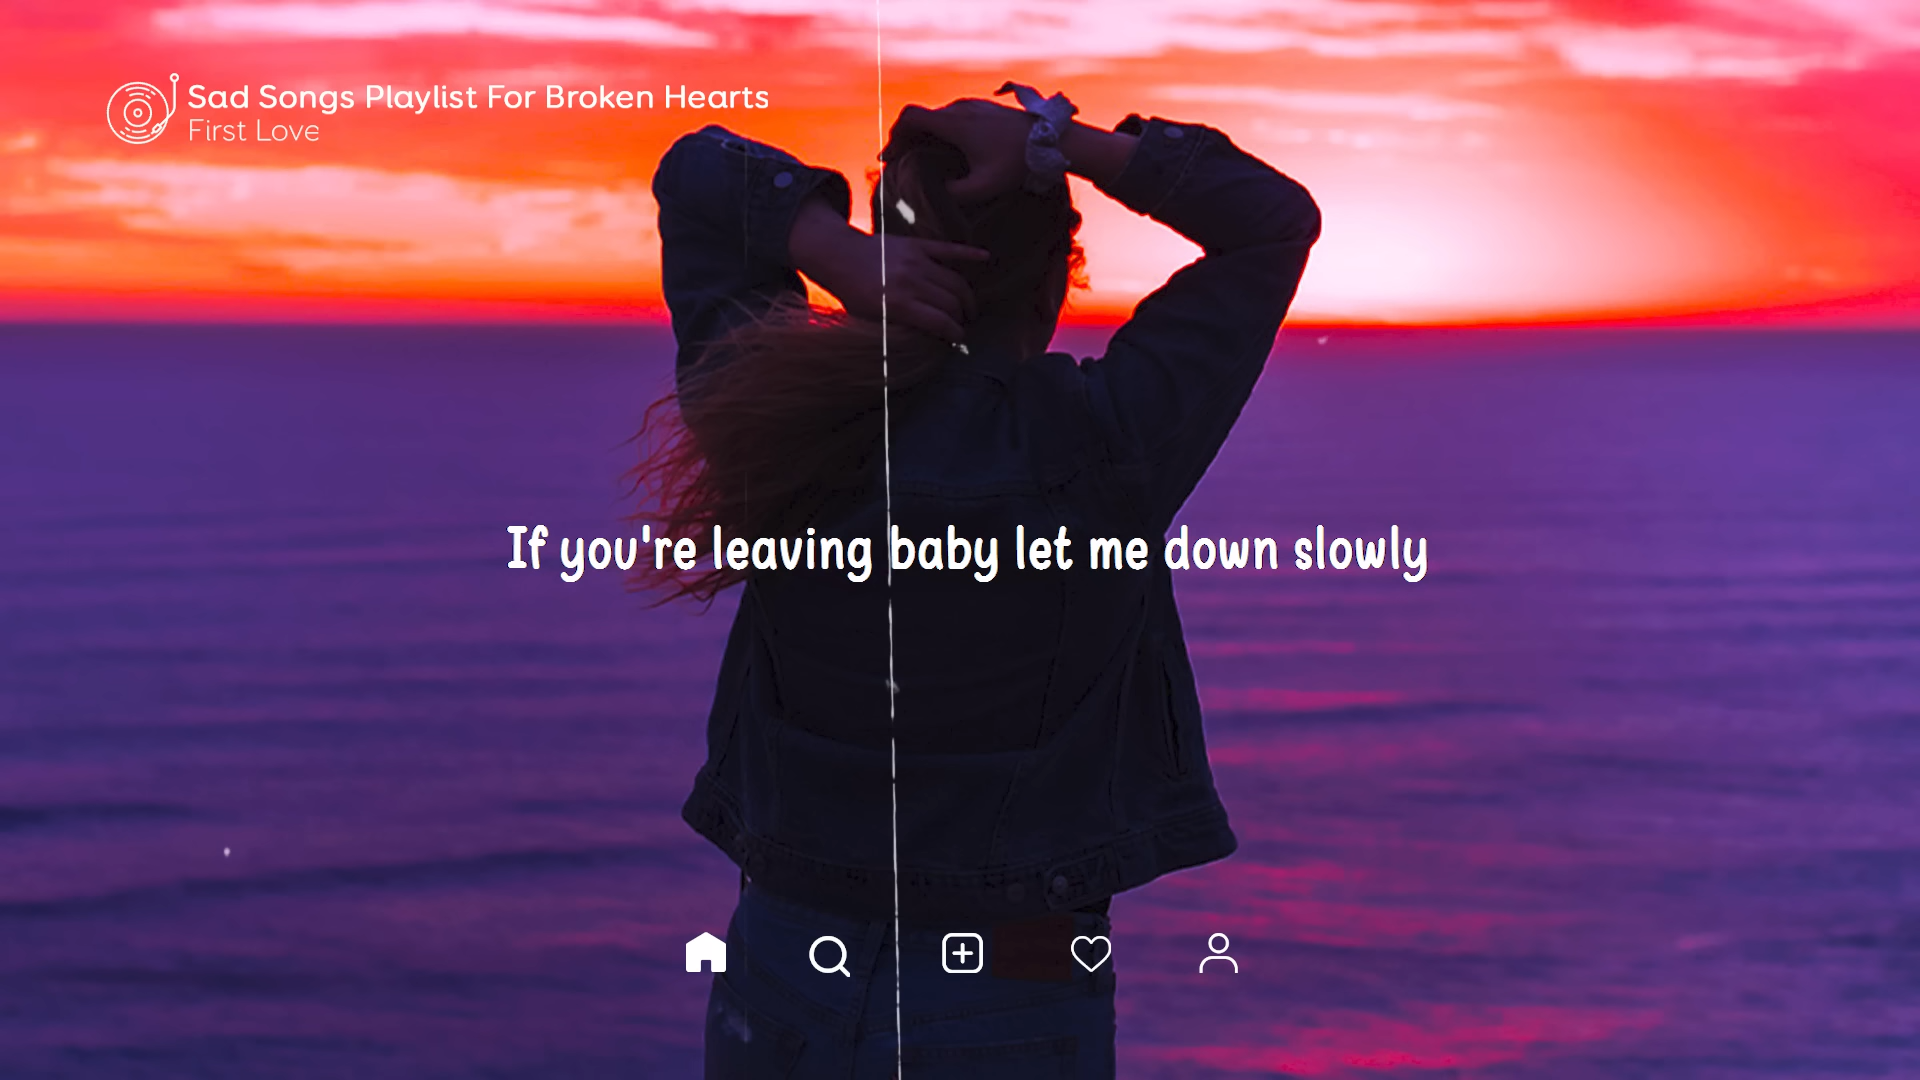 Sad Songs Playlist For Broken Hearts
First Love
If you're leaving baby let me down slowly